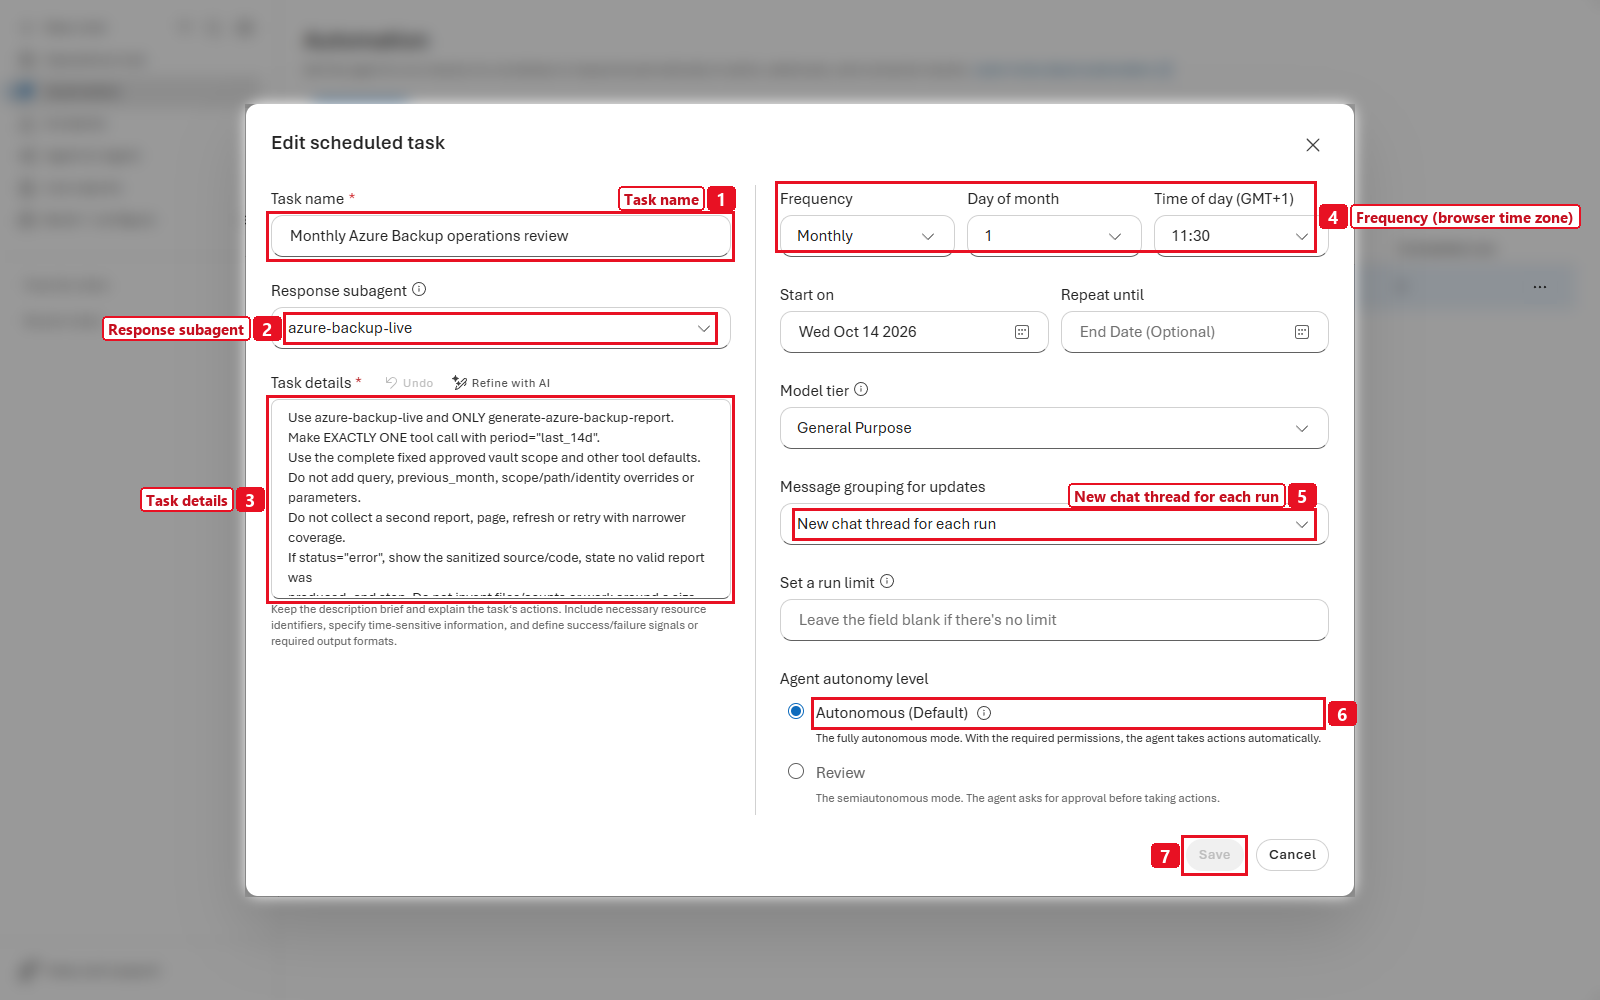 Edit scheduled task
Task name *
Task name 1
Monthly Azure Backup operations review
Response subagent
Response subagent 2
azure-backup-live
Task details *
Undo
Refine with AI
Task details 3
Use azure-backup-live and ONLY generate-azure-backup-report.
Make EXACTLY ONE tool call with period="last_14d".
Use the complete fixed approved vault scope and other tool defaults.
Do not add query, previous_month, scope/path/identity overrides or
parameters.
Do not collect a second report, page, refresh or retry with narrower
coverage.
If status="error", show the sanitized source/code, state no valid report
was
Keep the description brief and explain the task's actions. Include necessary resource
identifiers, specify time-sensitive information, and define success/failure signals or
required output formats.
Frequency
Day of month
Time of day (GMT+1)
Monthly
1
11:30
4 Frequency (browser time zone)
Start on
Repeat until
Wed Oct 14 2026
End Date (Optional)
Model tier
General Purpose
Message grouping for updates
New chat thread for each run 5
New chat thread for each run
Set a run limit
Leave the field blank if there's no limit
Agent autonomy level
Autonomous (Default)
6
The fully autonomous mode. With the required permissions, the agent takes actions automatically.
Review
The semiautonomous mode. The agent asks for approval before taking actions.
7
Save
Cancel